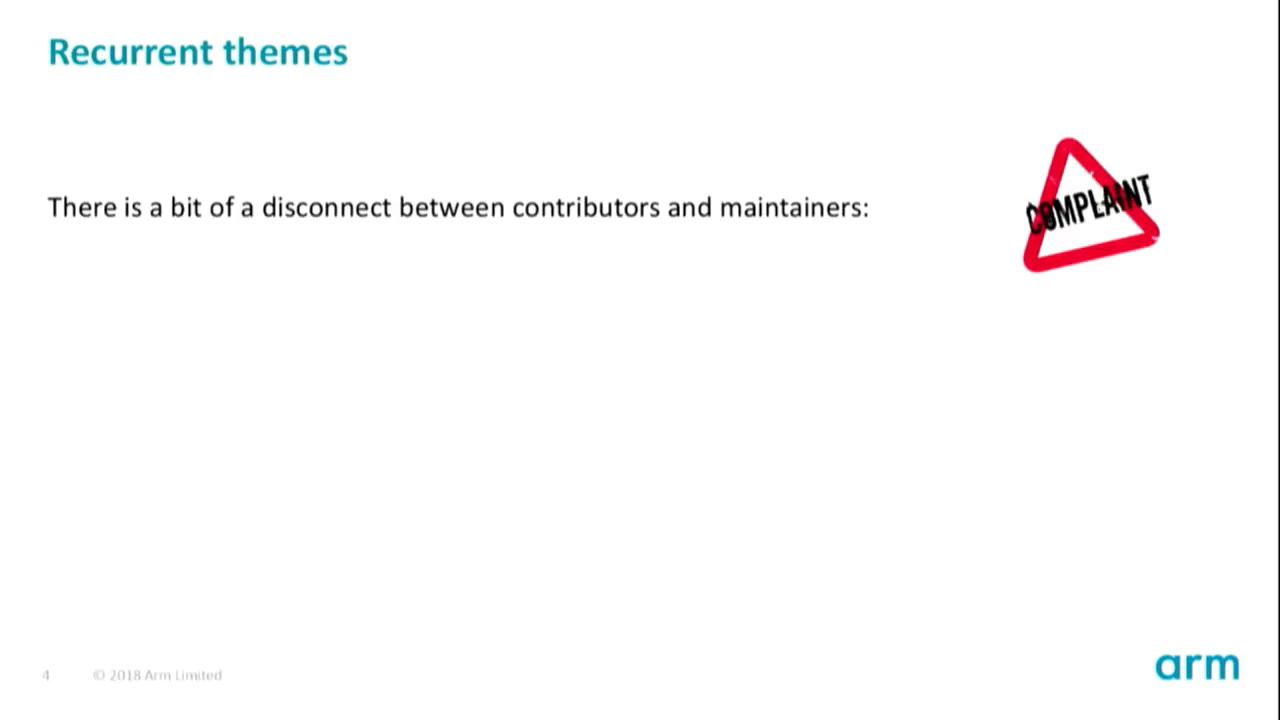 Recurrent themes
There is a bit of a disconnect between contributors and maintainers:
COMPLAINT
4 © 2018 Arm Limited
arm